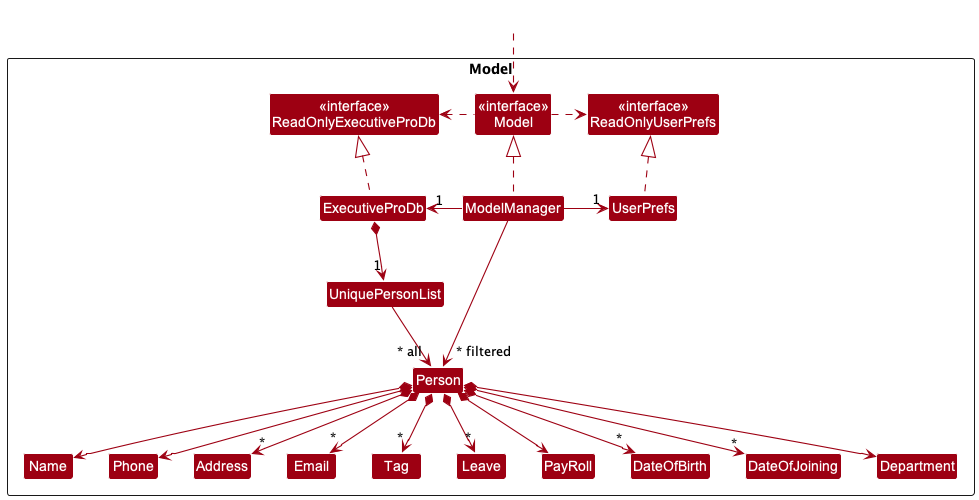 Model
«interface»
ReadOnlyExecutiveProDb
«interface»
Model
«interface»
ReadOnlyUserPrefs
ExecutiveProDb
1
ModelManager
1
UserPrefs
1
UniquePersonList
* all
* filtered
Person
*
*
*
*
*
*
Name
Phone
Address
Email
Tag
Leave
PayRoll
DateOfBirth
DateOfJoining
Department